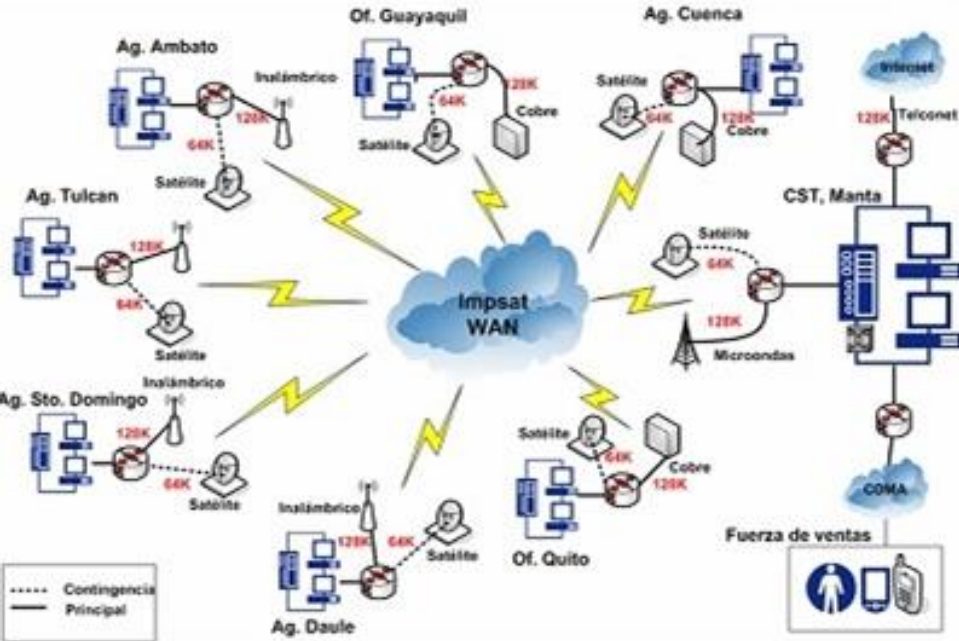 Of. Guayaquil
Ag. Cuenca
Ag. Ambato
Inalámbrico
128K
64K
Satélite
128K
64K
Cobre
Satélite
Satélite
64K
128K
Cobre
Internet
128K
Telconet
CST, Manta
Ag. Tulcan
128K
64K
Satélite
Impsat
WAN
Satélite
64K
128K
Microondas
Inalámbrico
Ag. Sto. Domingo
128K
64K
Satélite
Inalámbrico
128K
64K
Satélite
Ag. Daule
Satélite
64K
Cobre
128K
Of. Quito
CDMA
Fuerza de ventas
Contingencia
Principal